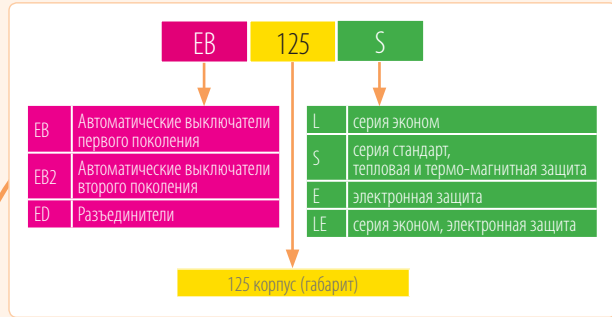 EB 125 S
EB Автоматические выключатели
первого поколения
EB2 Автоматические выключатели
второго поколения
ED Разъединители
L серия эконом
S серия стандарт,
тепловая и термо-магнитная защита
E электронная защита
LE серия эконом, электронная защита
125 корпус (габарит)